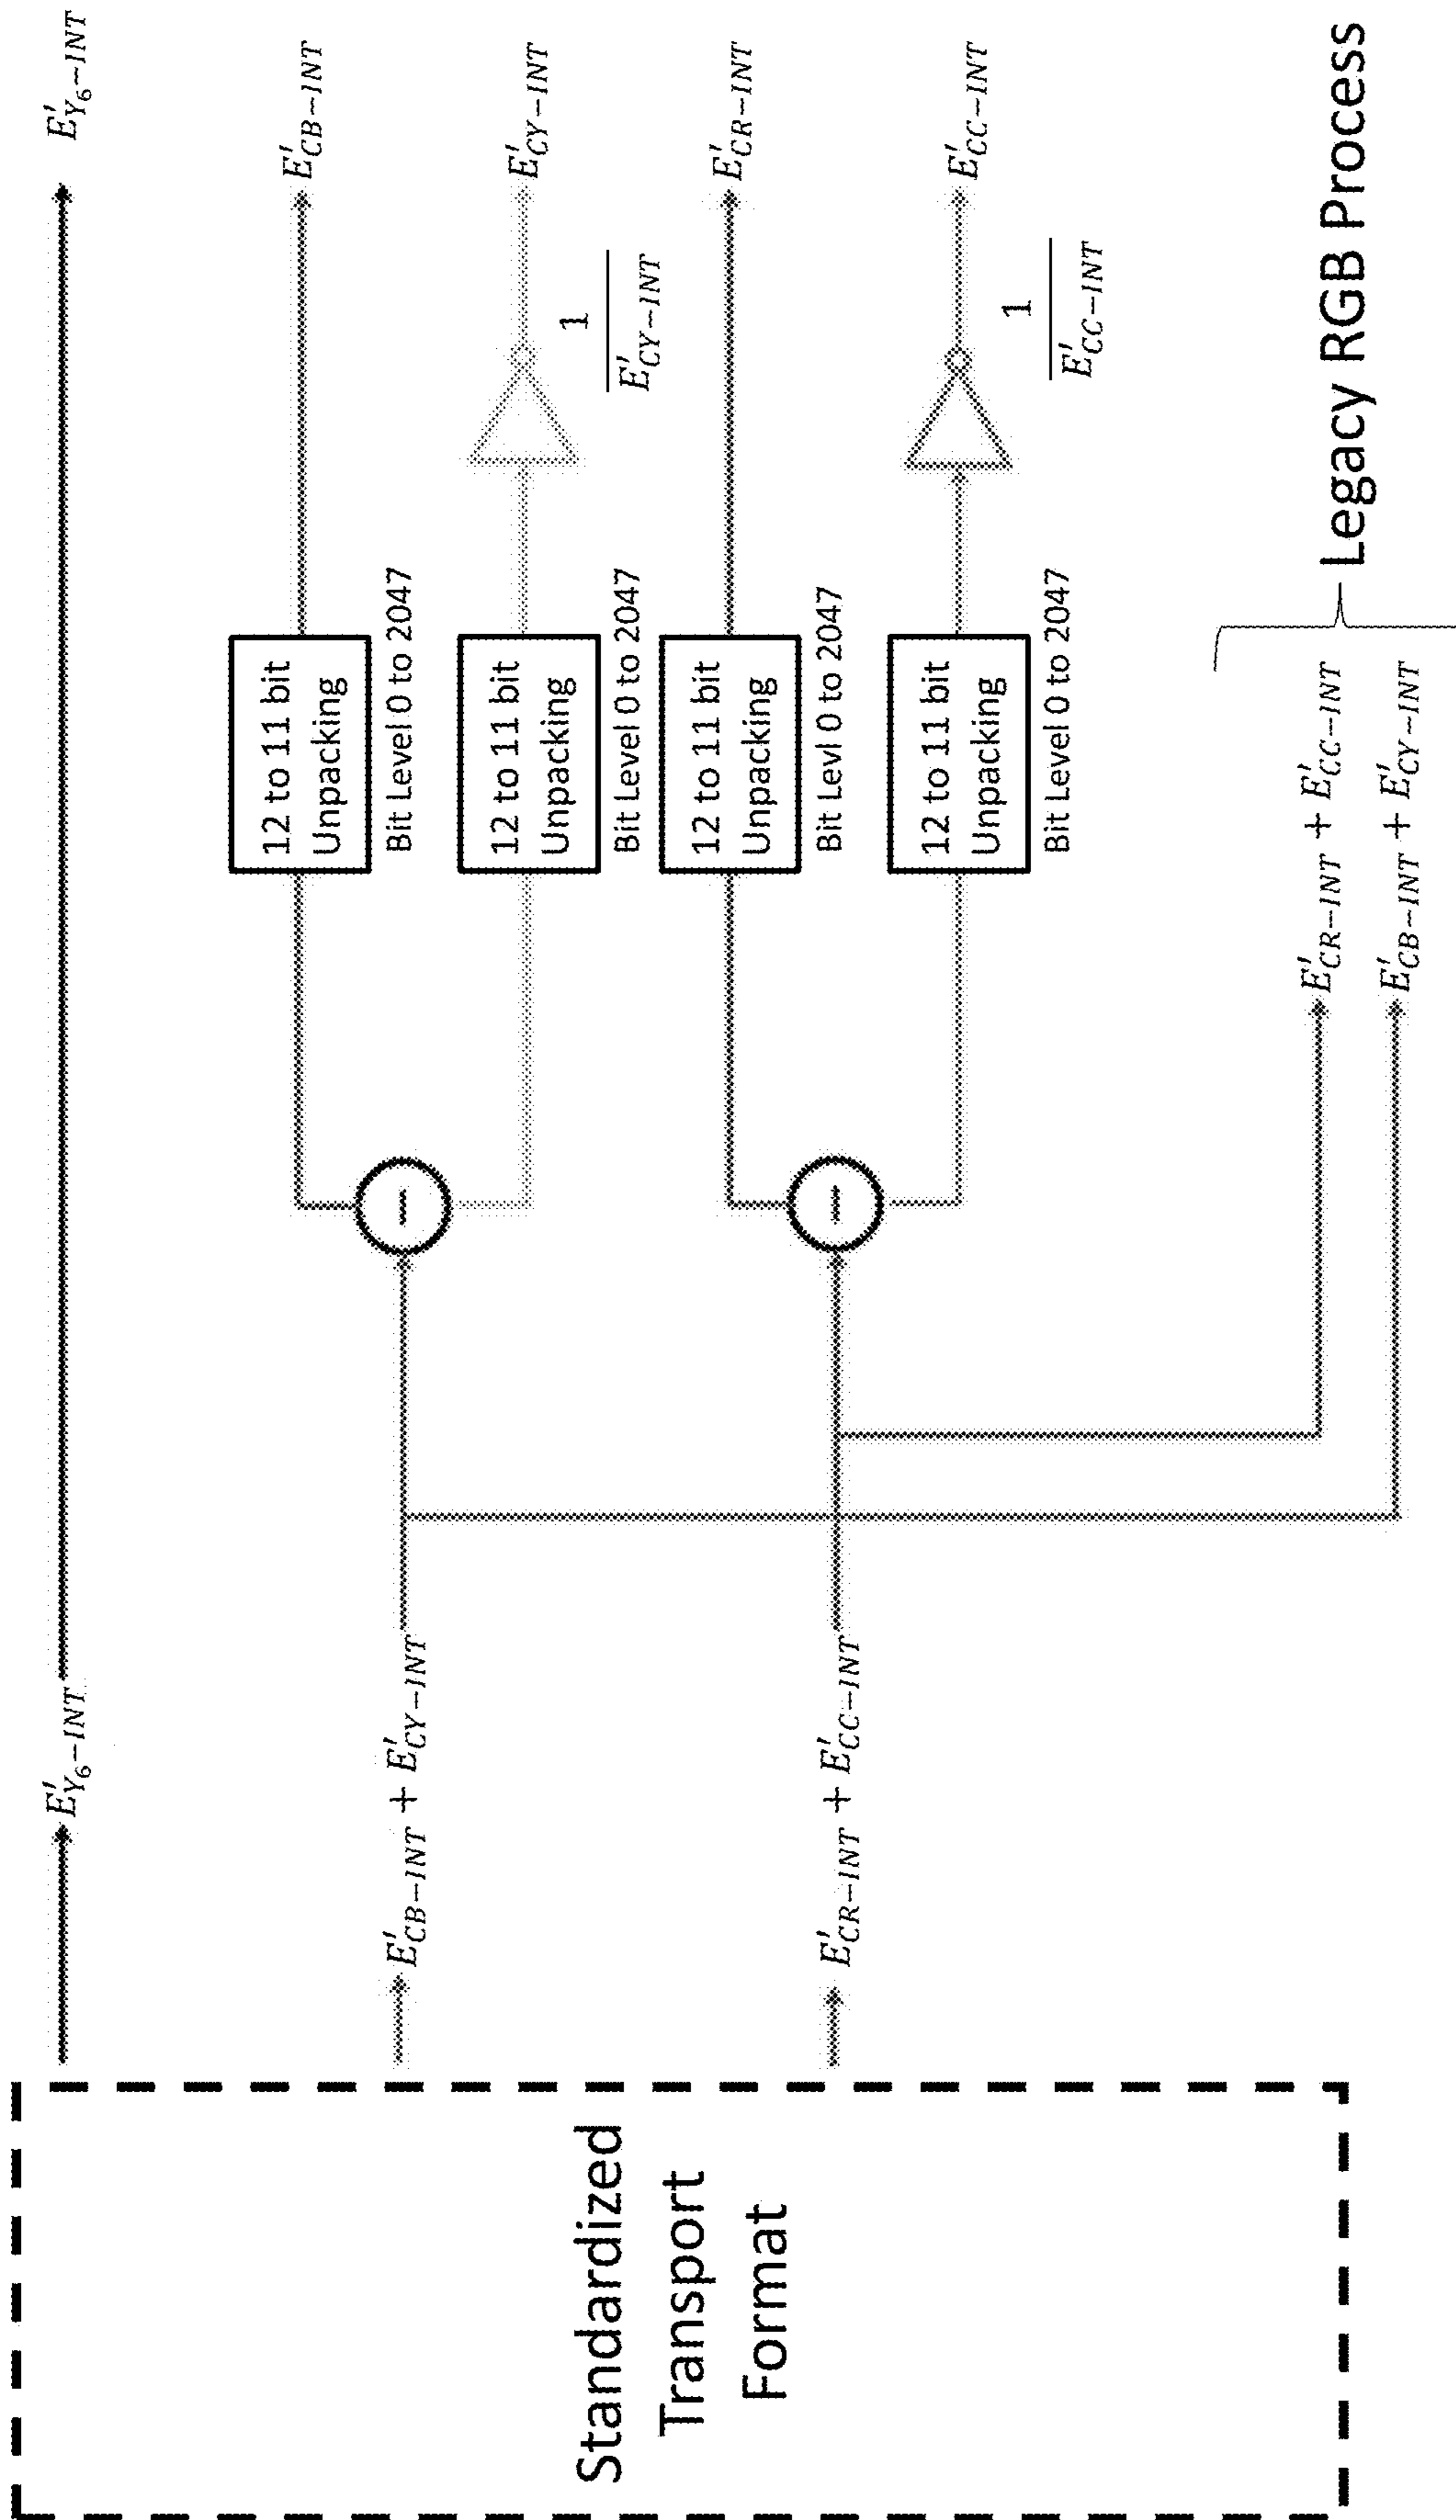 Standardized
Transport
Format
E′Y₆−INT
E′Y₆−INT
E′CB−INT + E′CY−INT
12 to 11 bit
Unpacking
Bit Level 0 to 2047
E′CB−INT
12 to 11 bit
Unpacking
Bit Level 0 to 2047
1
E′CY−INT
E′CY−INT
E′CR−INT + E′CC−INT
12 to 11 bit
Unpacking
Bit Levl 0 to 2047
E′CR−INT
12 to 11 bit
Unpacking
Bit Level 0 to 2047
1
E′CC−INT
E′CC−INT
E′CR−INT + E′CC−INT
E′CB−INT + E′CY−INT
Legacy RGB Process